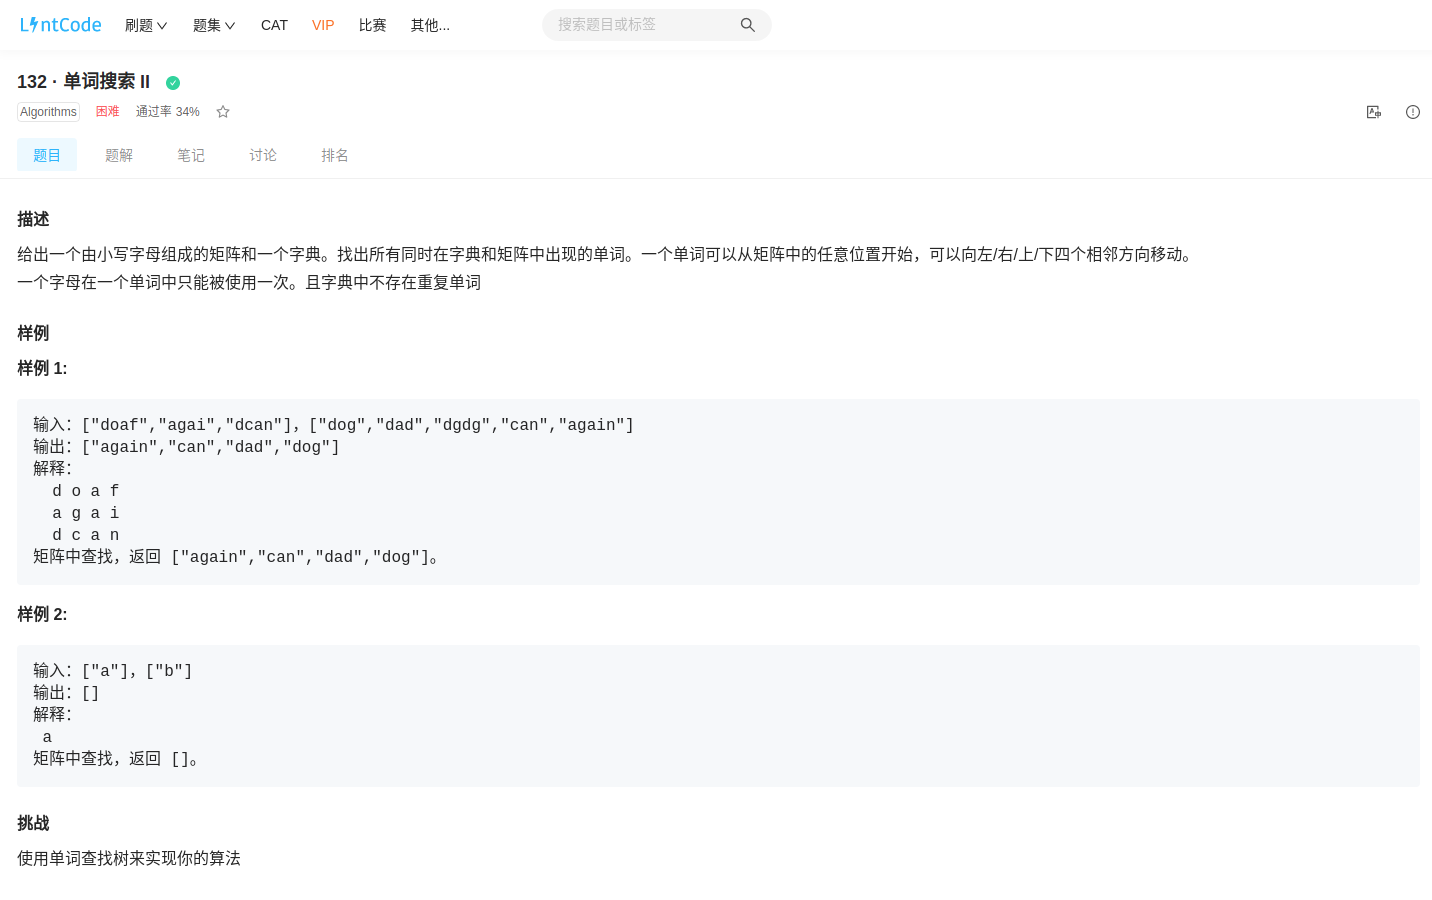 LintCode 刷题 题集 CAT VIP 比赛 其他... 搜索题目或标签
132 · 单词搜索 II
Algorithms 困难 通过率 34%
题目 题解 笔记 讨论 排名
描述
给出一个由小写字母组成的矩阵和一个字典。找出所有同时在字典和矩阵中出现的单词。一个单词可以从矩阵中的任意位置开始，可以向左/右/上/下四个相邻方向移动。
一个字母在一个单词中只能被使用一次。且字典中不存在重复单词
样例
样例 1:
输入：["doaf","agai","dcan"]，["dog","dad","dgdg","can","again"]
输出：["again","can","dad","dog"]
解释：
d o a f
a g a i
d c a n
矩阵中查找，返回 ["again","can","dad","dog"]。
样例 2:
输入：["a"]，["b"]
输出：[]
解释：
a
矩阵中查找，返回 []。
挑战
使用单词查找树来实现你的算法